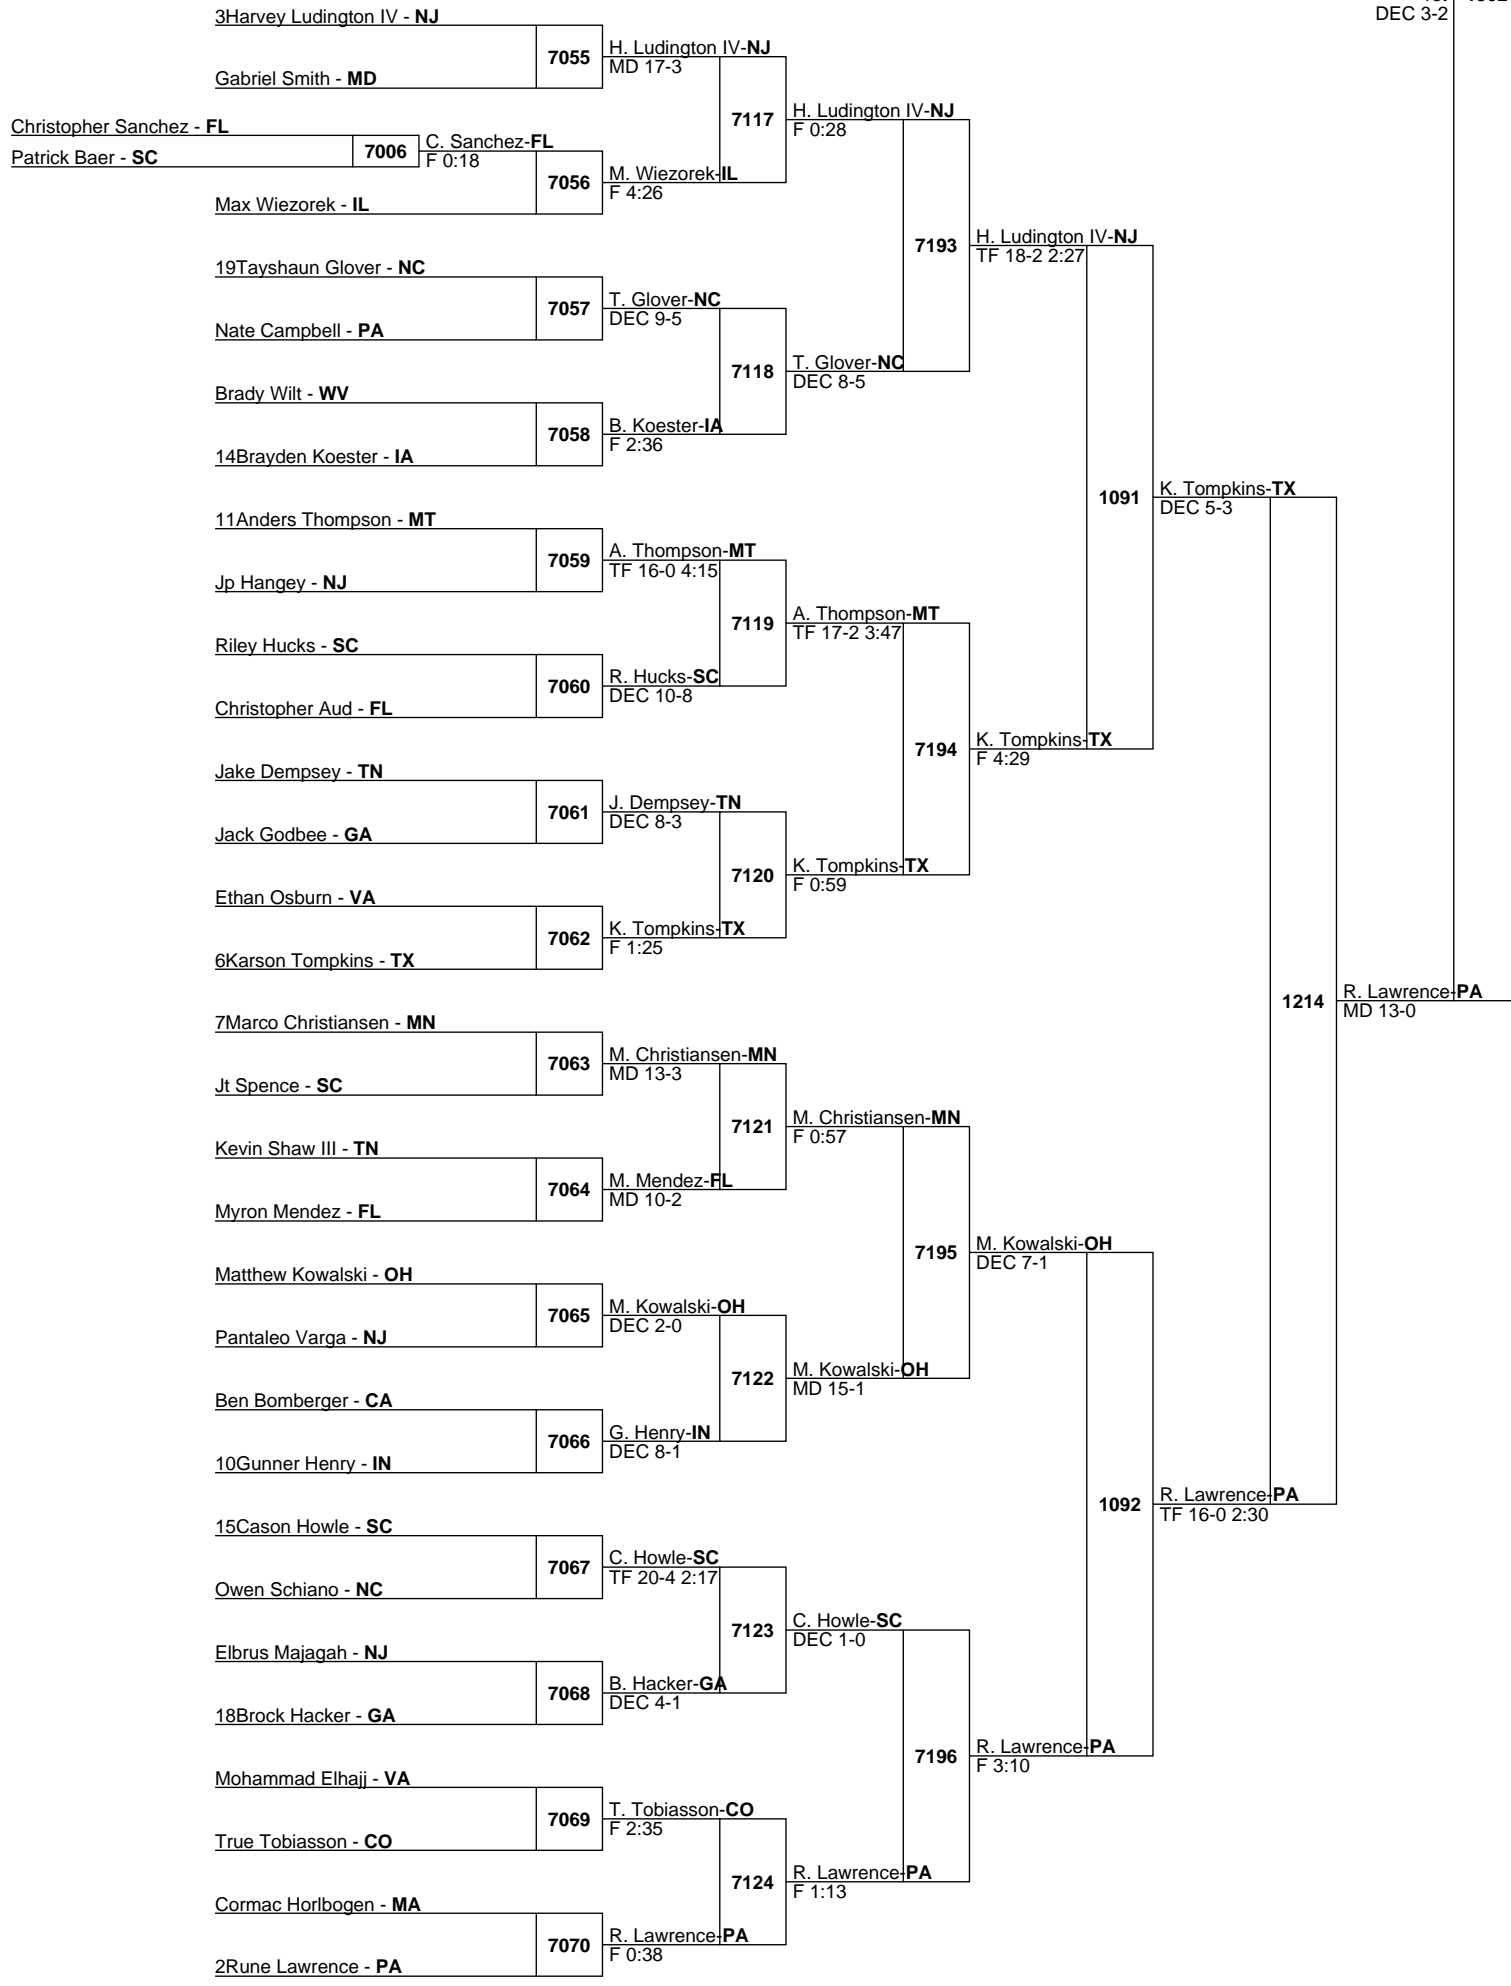 DEC 3-2
3Harvey Ludington IV - NJ
7055
H. Ludington IV-NJ
MD 17-3
Gabriel Smith - MD
7117
H. Ludington IV-NJ
F 0:28
Christopher Sanchez - FL
7006
C. Sanchez-FL
F 0:18
Patrick Baer - SC
7056
M. Wiezorek-IL
F 4:26
Max Wiezorek - IL
7193
H. Ludington IV-NJ
TF 18-2 2:27
19Tayshaun Glover - NC
7057
T. Glover-NC
DEC 9-5
Nate Campbell - PA
7118
T. Glover-NC
DEC 8-5
Brady Wilt - WV
7058
B. Koester-IA
F 2:36
14Brayden Koester - IA
1091
K. Tompkins-TX
DEC 5-3
11Anders Thompson - MT
7059
A. Thompson-MT
TF 16-0 4:15
Jp Hangey - NJ
7119
A. Thompson-MT
TF 17-2 3:47
Riley Hucks - SC
7060
R. Hucks-SC
DEC 10-8
Christopher Aud - FL
7194
K. Tompkins-TX
F 4:29
Jake Dempsey - TN
7061
J. Dempsey-TN
DEC 8-3
Jack Godbee - GA
7120
K. Tompkins-TX
F 0:59
Ethan Osburn - VA
7062
K. Tompkins-TX
F 1:25
6Karson Tompkins - TX
1214
R. Lawrence-PA
MD 13-0
7Marco Christiansen - MN
7063
M. Christiansen-MN
MD 13-3
Jt Spence - SC
7121
M. Christiansen-MN
F 0:57
Kevin Shaw III - TN
7064
M. Mendez-FL
MD 10-2
Myron Mendez - FL
7195
M. Kowalski-OH
DEC 7-1
Matthew Kowalski - OH
7065
M. Kowalski-OH
DEC 2-0
Pantaleo Varga - NJ
7122
M. Kowalski-OH
MD 15-1
Ben Bomberger - CA
7066
G. Henry-IN
DEC 8-1
10Gunner Henry - IN
1092
R. Lawrence-PA
TF 16-0 2:30
15Cason Howle - SC
7067
C. Howle-SC
TF 20-4 2:17
Owen Schiano - NC
7123
C. Howle-SC
DEC 1-0
Elbrus Majagah - NJ
7068
B. Hacker-GA
DEC 4-1
18Brock Hacker - GA
7196
R. Lawrence-PA
F 3:10
Mohammad Elhajj - VA
7069
T. Tobiasson-CO
F 2:35
True Tobiasson - CO
7124
R. Lawrence-PA
F 1:13
Cormac Horlbogen - MA
7070
R. Lawrence-PA
F 0:38
2Rune Lawrence - PA